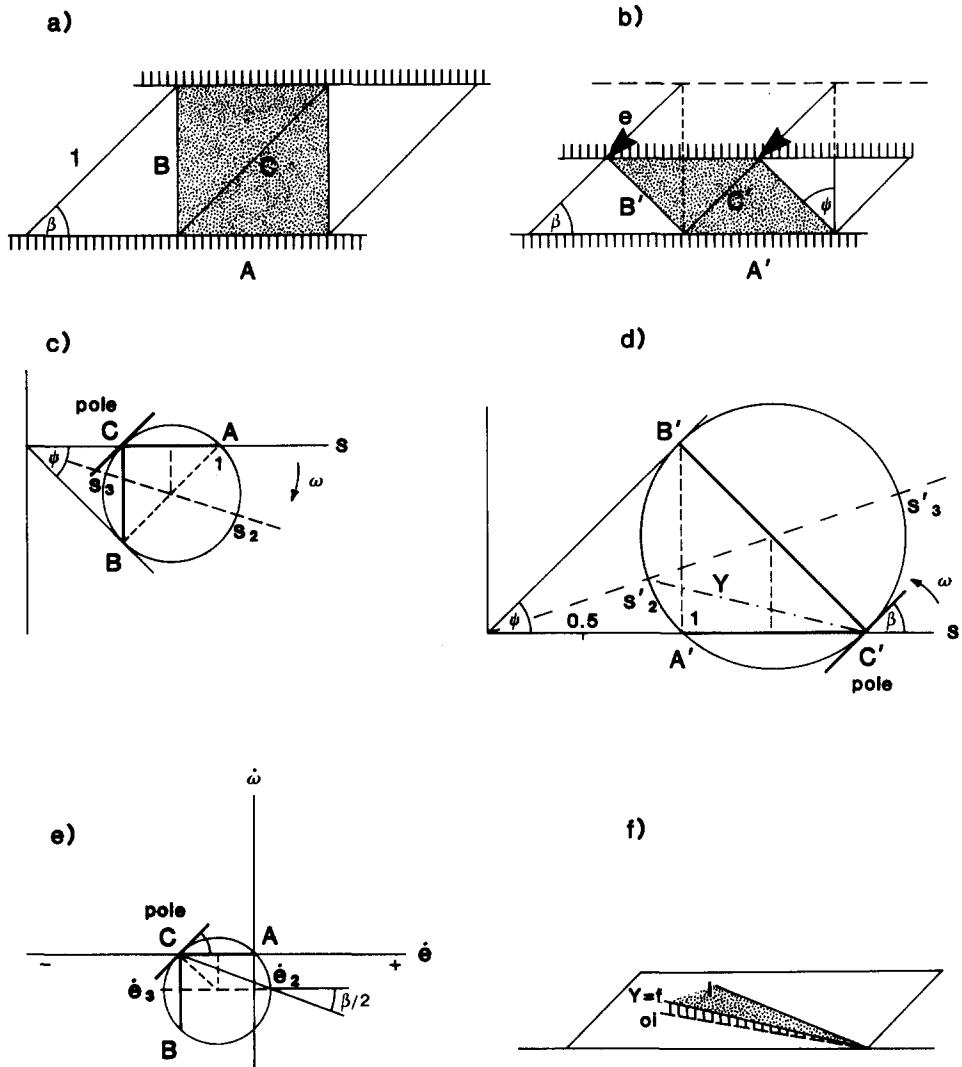 a)
1
B
C
β
A
b)
e
B'
C'
ψ
β
A'
c)
pole
C
A
s
ψ
1
s₃
ω
s₂
B
d)
B'
s'₃
Y
s'₂
ω
ψ
0.5
1
β
s
A'
C'
pole
e)
ω̇
pole
C
A
ė
-
+
ė₃
ė₂
β/2
B
f)
Y=f
oi